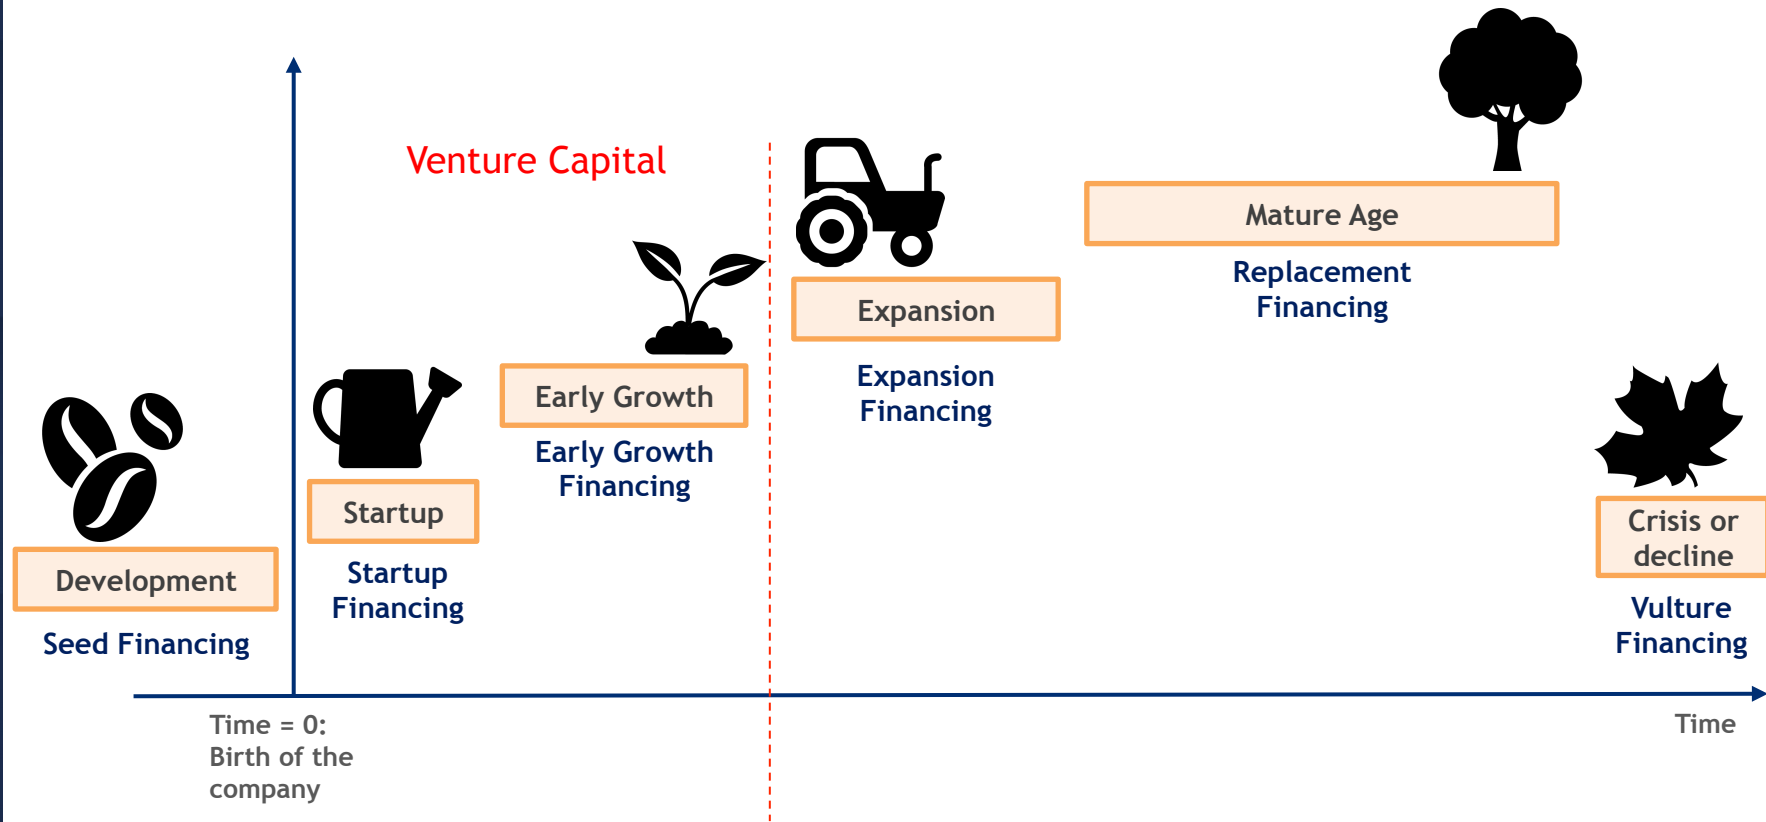 Venture Capital
Development
Seed Financing
Startup
Startup
Financing
Early Growth
Early Growth
Financing
Expansion
Expansion
Financing
Mature Age
Replacement
Financing
Crisis or
decline
Vulture
Financing
Time = 0:
Birth of the
company
Time